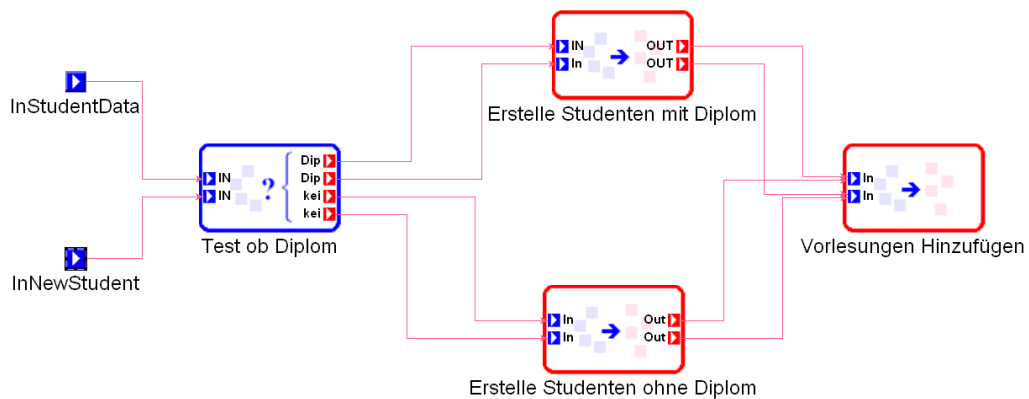 InStudentData
InNewStudent
IN
IN
?
Dip
Dip
kei
kei
Test ob Diplom
IN
In
OUT
OUT
Erstelle Studenten mit Diplom
In
In
Out
Out
Erstelle Studenten ohne Diplom
In
In
Vorlesungen Hinzufügen